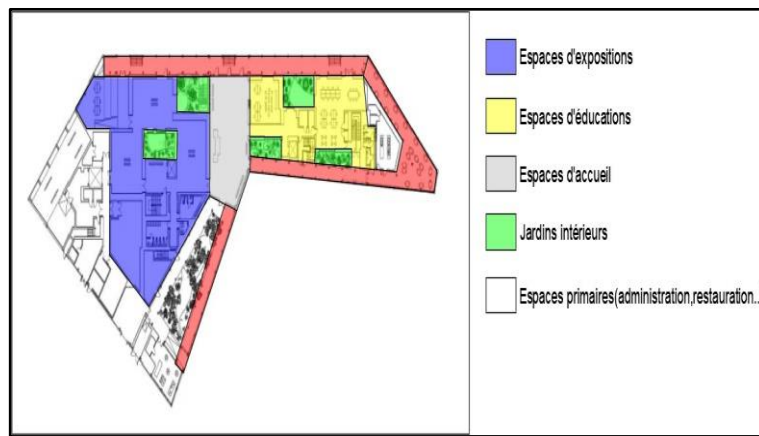 Espaces d'expositions
Espaces d'éducations
Espaces d'accueil
Jardins intérieurs
Espaces primaires(administration,restauration..